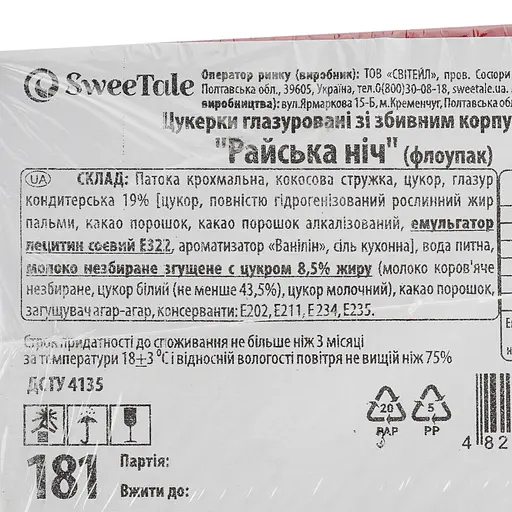 SweeTale
Оператор ринку (виробник): ТОВ «СВІТЕЙЛ», пров. Сосюри
Полтавська обл., 39605, Україна, тел.0(800)30-08-18, sweetale.ua.
виробництва): вул.Ярмаркова 15-Б, м.Кременчуг, Полтавська обл
Цукерки глазуровані зі збивним корпу
"Райська ніч" (флоупак)
UA СКЛАД: Патока крохмальна, кокосова стружка, цукор, глазур
кондитерська 19% [цукор, повністю гідрогенізований рослинний жир
пальми, какао порошок, какао порошок алкалізований, емульгатор
лецитин соєвий Е322, ароматизатор «Ванілін», сіль кухонна], вода питна,
молоко незбиране згущене с цукром 8,5% жиру (молоко коров'яче
незбиране, цукор білий (не менше 43,5%), цукор молочний), какао порошок,
загущувач агар-агар, консерванти: Е202, Е211, Е 234, Е235.
Строк придатності до споживання не більше ніж 3 місяці
за температури 18±3 °С і відносній вологості повітря не вищій ніж 75%
ДСТУ 4135
20 PAP
5 PP
4 82
181
Партія:
Вжити до: